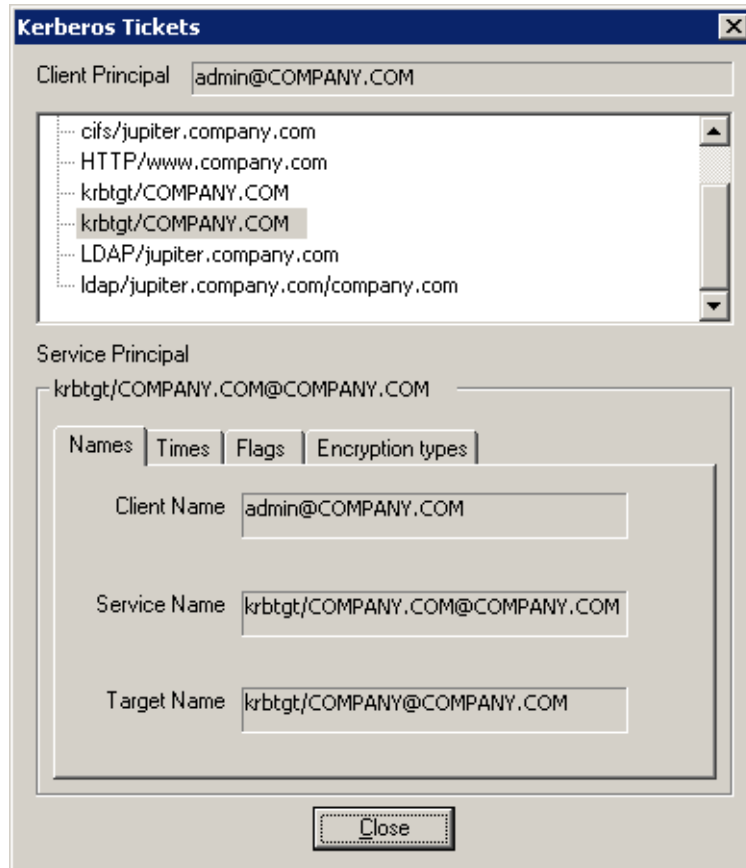 Kerberos Tickets
Client Principal admin@COMPANY.COM
cifs/jupiter.company.com
HTTP/www.company.com
krbtgt/COMPANY.COM
krbtgt/COMPANY.COM
LDAP/jupiter.company.com
ldap/jupiter.company.com/company.com
Service Principal
krbtgt/COMPANY.COM@COMPANY.COM
Names Times Flags Encryption types
Client Name admin@COMPANY.COM
Service Name krbtgt/COMPANY.COM@COMPANY.COM
Target Name krbtgt/COMPANY@COMPANY.COM
Close